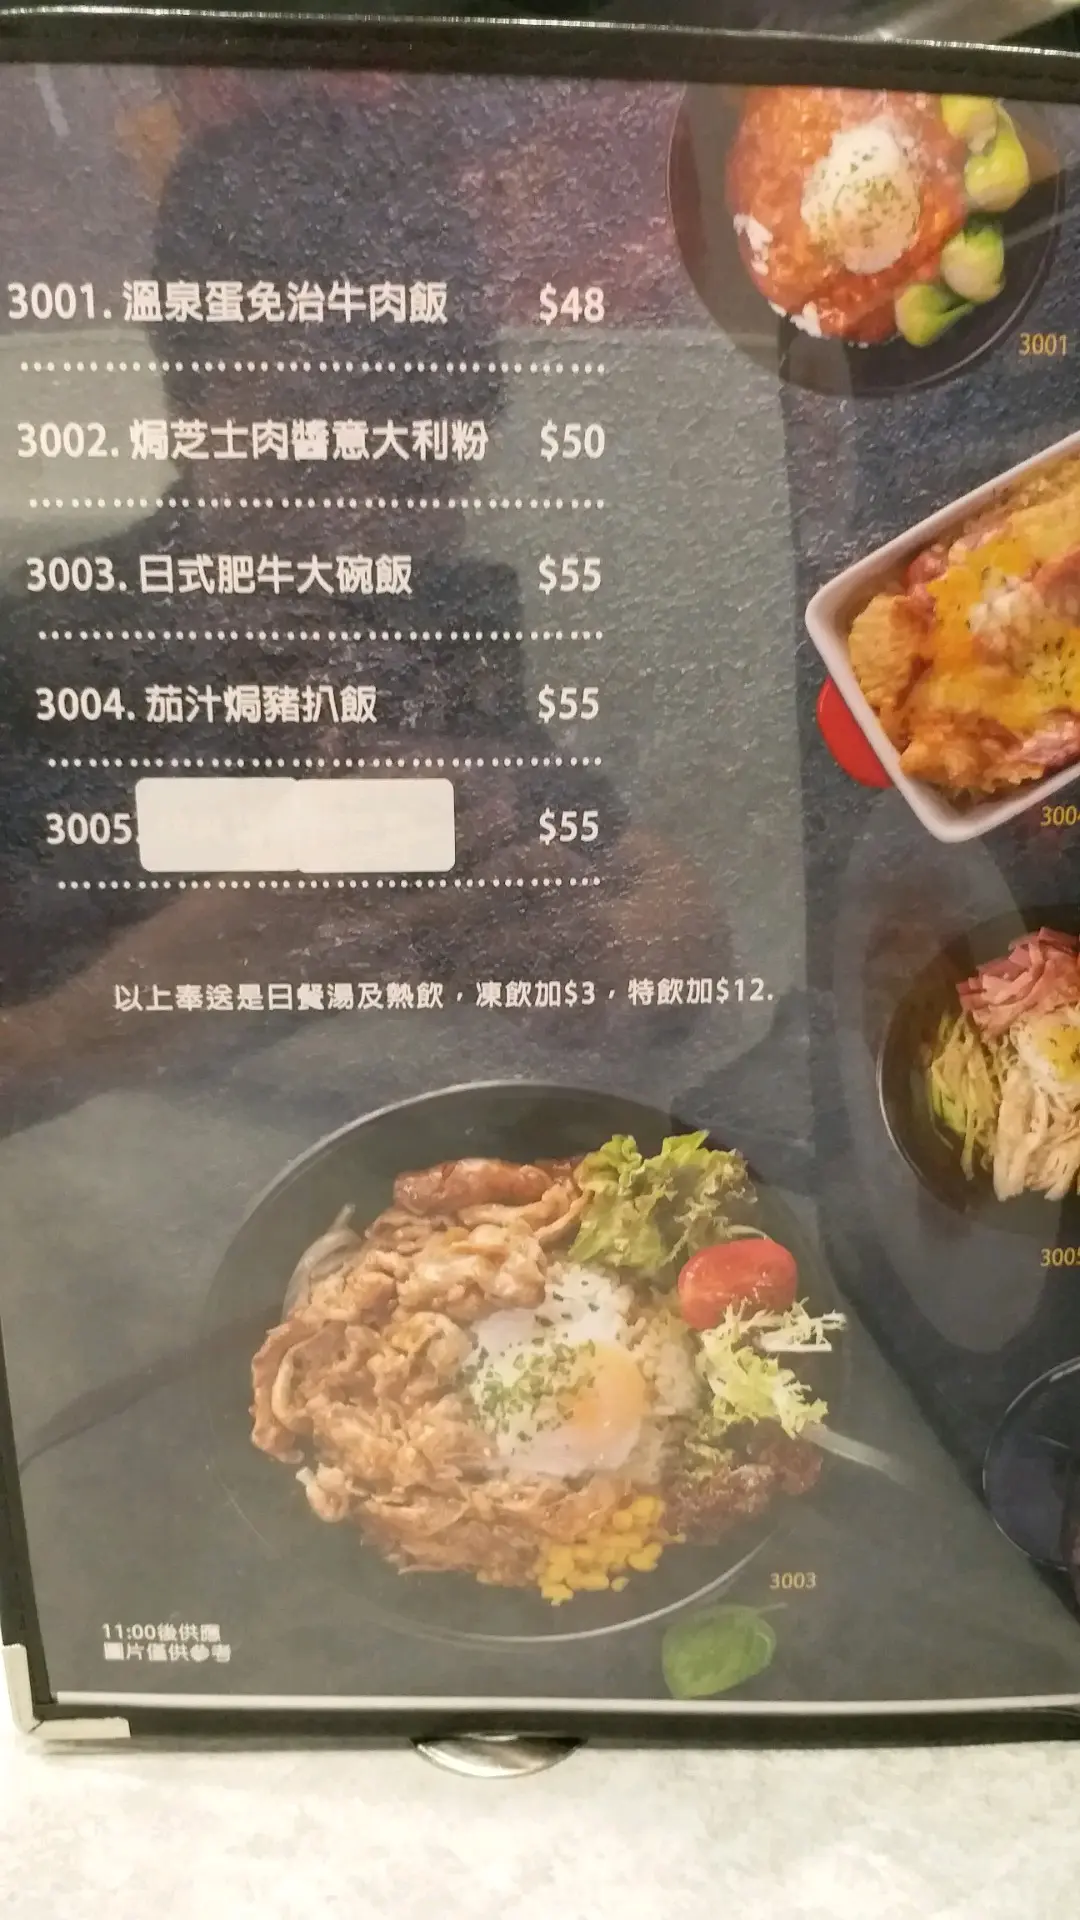 3001
3001. 溫泉蛋免治牛肉飯 $48
3002. 焗芝士肉醬意大利粉 $50
3003. 日式肥牛大碗飯 $55
3004. 茄汁焗豬扒飯 $55
3004
3005. $55
以上奉送是日餐湯及熱飲，凍飲加$3，特飲加$12.
3005
3003
11:00後供應
圖片僅供參考